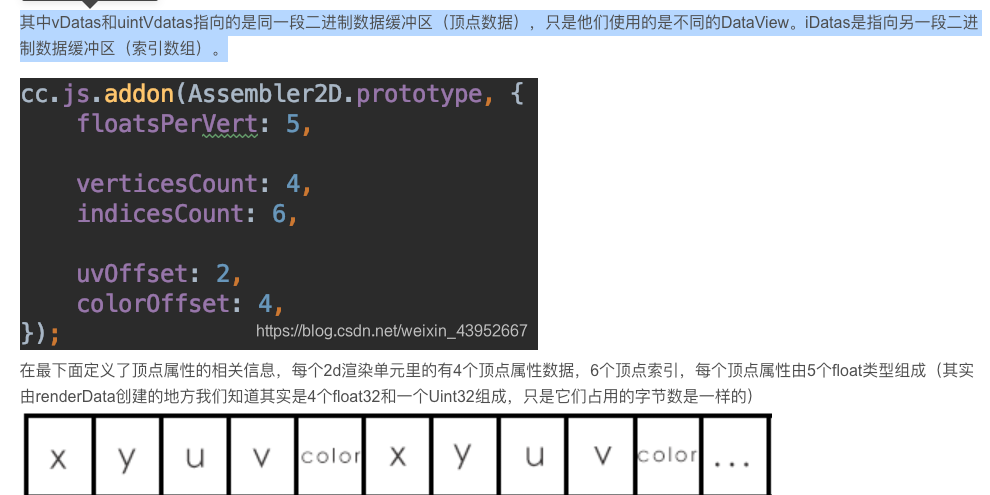 其中vDatas和uintVdatas指向的是同一段二进制数据缓冲区（顶点数据），只是他们使用的是不同的DataView。iDatas是指向另一段二进
制数据缓冲区（索引数组）。
cc.js.addon(Assembler2D.prototype, {
floatsPerVert: 5,
verticesCount: 4,
indicesCount: 6,
uvOffset: 2,
colorOffset: 4,
});
https://blog.csdn.net/weixin_43952667
在最下面定义了顶点属性的相关信息，每个2d渲染单元里的有4个顶点属性数据，6个顶点索引，每个顶点属性由5个float类型组成（其实
由renderData创建的地方我们知道其实是4个float32和一个Uint32组成，只是它们占用的字节数是一样的）
x y u v color x y u v color ...